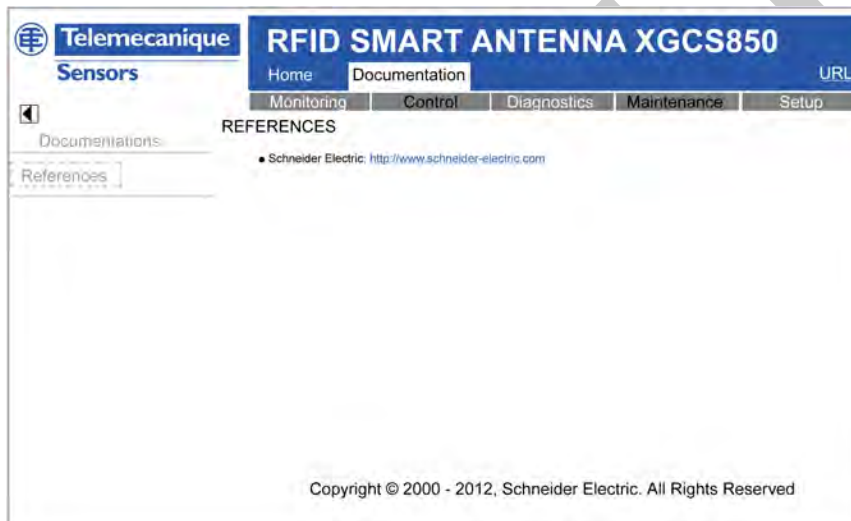 Telemecanique
Sensors
RFID SMART ANTENNA XGCS850
Home Documentation URL
Monitoring Control Diagnostics Maintenance Setup
Documentations
REFERENCES
• Schneider Electric: http://www.schneider-electric.com
References
Copyright © 2000 - 2012, Schneider Electric. All Rights Reserved